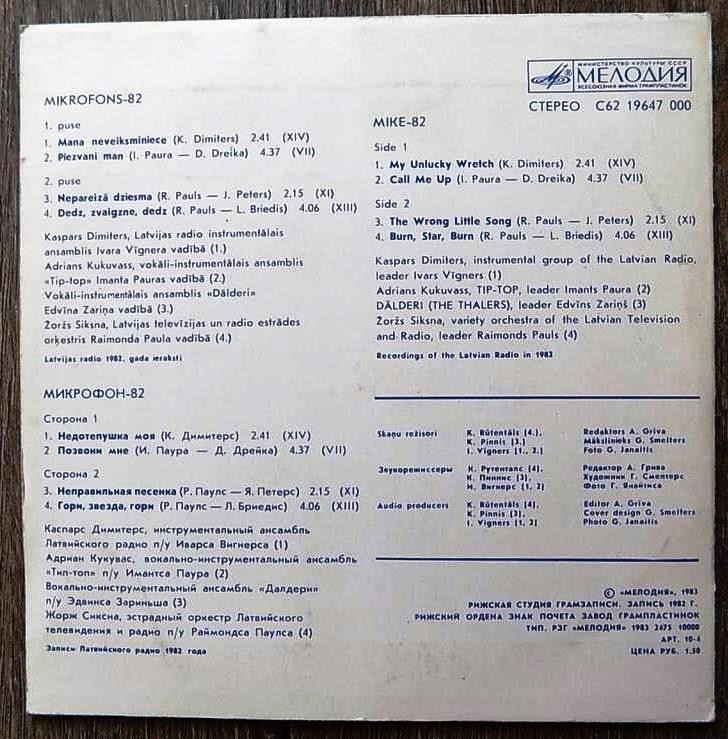 МИНИСТЕРСТВО КУЛЬТУРЫ СССР
МЕЛОДИЯ
ВСЕСОЮЗНАЯ ФИРМА ГРАМПЛАСТИНОК
СТЕРЕО C62 19647 000
MIKROFONS-82
1. puse
1. Mana neveiksminiece (K. Dimiters) 2.41 (XIV)
2. Piezvani man (I. Paura — D. Dreika) 4.37 (VII)
2. puse
3. Nepareizā dziesma (R. Pauls — J. Peters) 2.15 (XI)
4. Dedz, zvaigzne, dedz (R. Pauls — L. Briedis) 4.06 (XIII)
Kaspars Dimiters, Latvijas radio instrumentālais
ansamblis Ivara Vīgnera vadībā (1.)
Adrians Kukuvass, vokāli-instrumentālais ansamblis
«Tip-top» Imanta Pauras vadībā (2.)
Vokāli-instrumentālais ansamblis «Dālderi»
Edvīna Zariņa vadībā (3.)
Žoržs Siksna, Latvijas televīzijas un radio estrādes
orķestris Raimonda Paula vadībā (4.)
Latvijas radio 1982. gada ieraksti
MIKE-82
Side 1
1. My Unlucky Wretch (K. Dimiters) 2.41 (XIV)
2. Call Me Up (I. Paura — D. Dreika) 4.37 (VII)
Side 2
3. The Wrong Little Song (R. Pauls — J. Peters) 2.15 (XI)
4. Burn, Star, Burn (R. Pauls — L. Briedis) 4.06 (XIII)
Kaspars Dimiters, instrumental group of the Latvian Radio,
leader Ivars Vīgners (1)
Adrians Kukuvass, TIP-TOP, leader Imants Paura (2)
DĀLDERI (THE THALERS), leader Edvīns Zariņš (3)
Žoržs Siksna, variety orchestra of the Latvian Television
and Radio, leader Raimonds Pauls (4)
Recordings of the Latvian Radio in 1982
МИКРОФОН-82
Сторона 1
1. Недотепушка моя (К. Димитерс) 2.41 (XIV)
2 Позвони мне (И. Паура — Д. Дрейка) 4.37 (VII)
Сторона 2
3. Неправильная песенка (Р. Паулс — Я. Петерс) 2.15 (XI)
4. Гори, звезда, гори (Р. Паулс — Л. Бриедис) 4.06 (XIII)
Каспарс Димитерс, инструментальный ансамбль
Латвийского радио п/у Иварса Вигнерса (1)
Адриан Кукувас, вокально-инструментальный ансамбль
«Тип-топ» п/у Имантса Паура (2)
Вокально-инструментальный ансамбль «Далдери»
п/у Эдвинса Зариньша (3)
Жорж Сиксна, эстрадный оркестр Латвийского
телевидения и радио п/у Раймондса Паулса (4)
Записи Латвийского радио 1982 года
Skaņu režisori K. Rūtentāls (4.), Redaktors A. Grīva
K. Pinnis (3.) Mākslinieks G. Smelters
I. Vīgners (1., 2.) Foto G. Janaitis
Звукорежиссеры К. Рутенталс (4), Редактор А. Грива
К. Пиннис (3), Художник Г. Смелтерс
И. Вигнерс (1, 2) Фото Г. Янайтиса
Audio producers K. Rūtentāls (4), Editor A. Grīva
K. Pinnis (3), Cover design G. Smelters
I. Vīgners (1, 2) Photo G. Janaitis
© «МЕЛОДИЯ», 1983
РИЖСКАЯ СТУДИЯ ГРАМЗАПИСИ. ЗАПИСЬ 1982 Г.
РИЖСКИЙ ОРДЕНА ЗНАК ПОЧЕТА ЗАВОД ГРАМПЛАСТИНОК
ТИП. РЗГ «МЕЛОДИЯ» 1983 2475 10000
АРТ. 10-4
ЦЕНА РУБ. 1.50